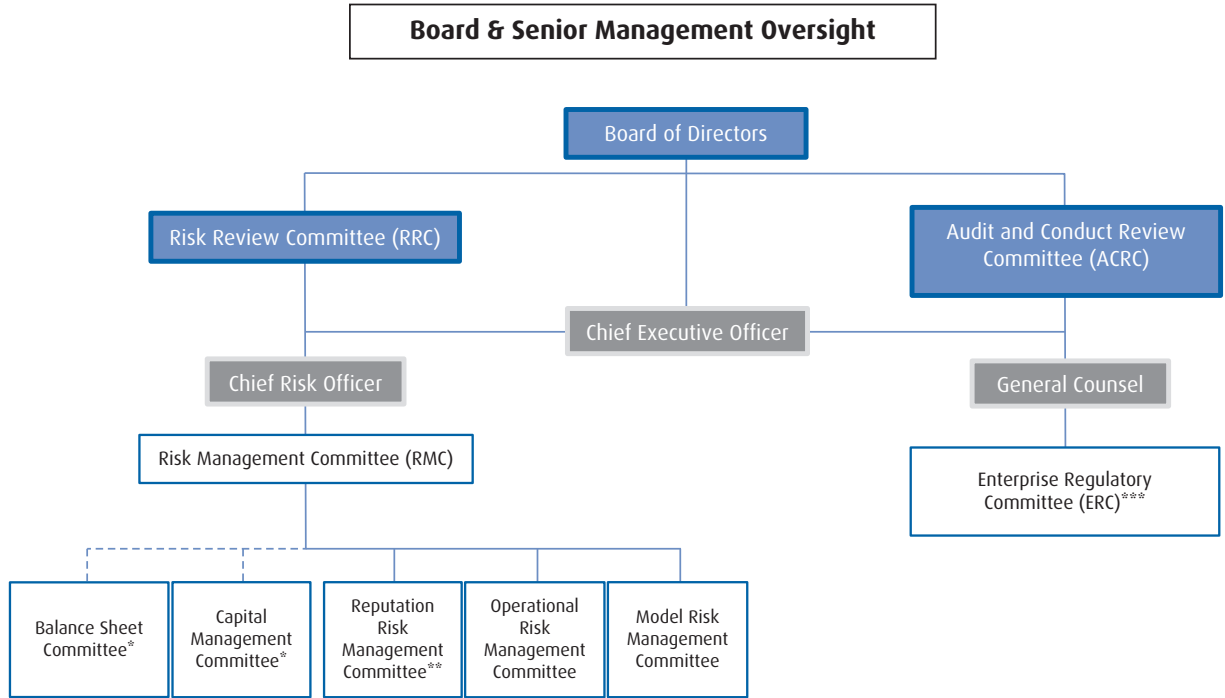 Board & Senior Management Oversight
Board of Directors
Risk Review Committee (RRC)
Audit and Conduct Review
Committee (ACRC)
Chief Executive Officer
Chief Risk Officer
General Counsel
Risk Management Committee (RMC)
Enterprise Regulatory
Committee (ERC)***
Balance Sheet
Committee*
Capital
Management
Committee*
Reputation
Risk
Management
Committee**
Operational
Risk
Management
Committee
Model Risk
Management
Committee